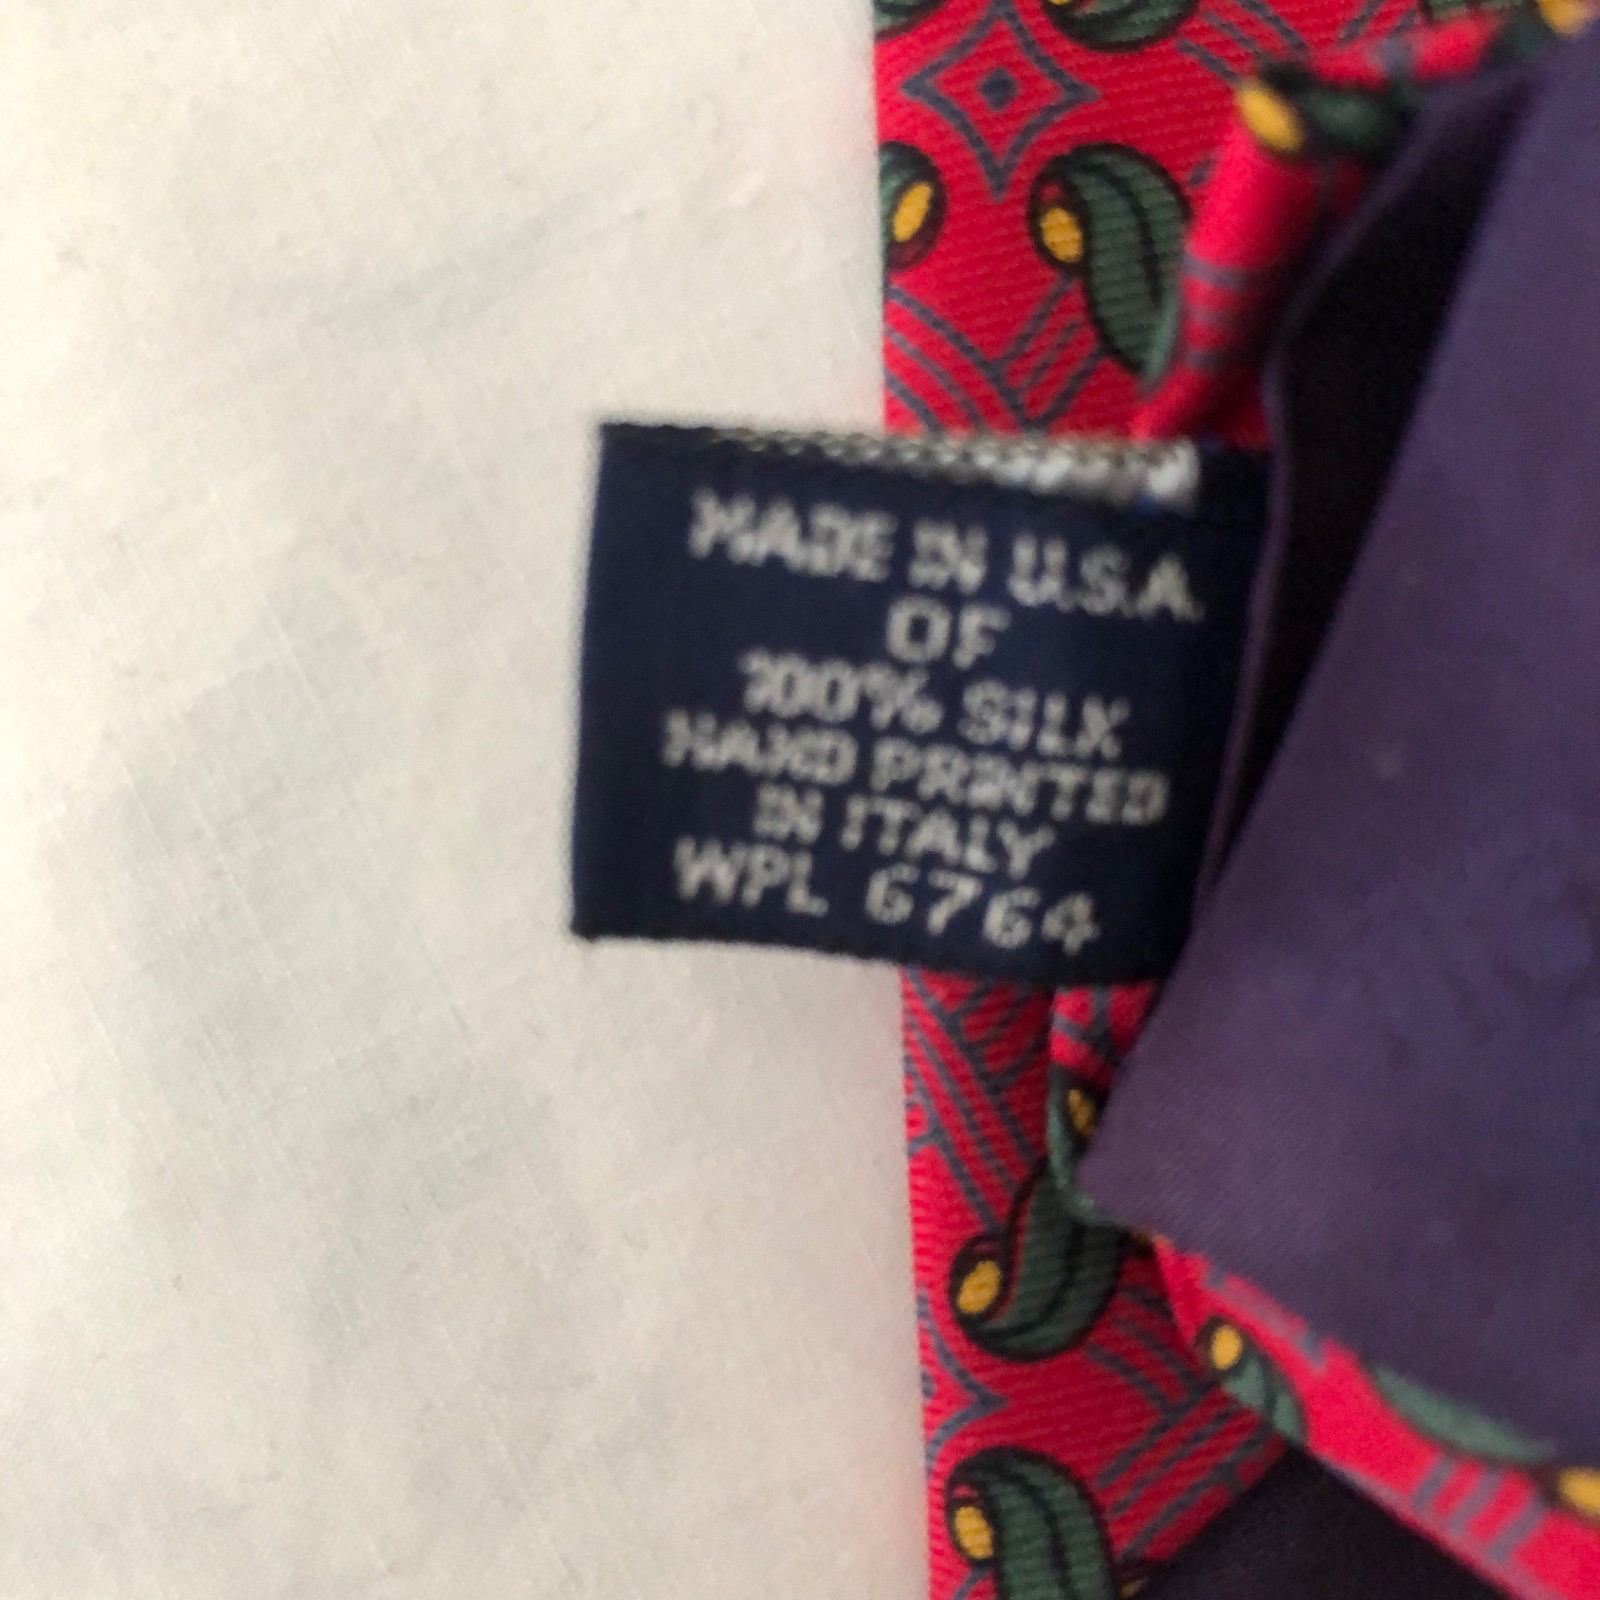 MADE IN U.S.A.
OF
100% SILK
HAND PRINTED
IN ITALY
WPL 6764